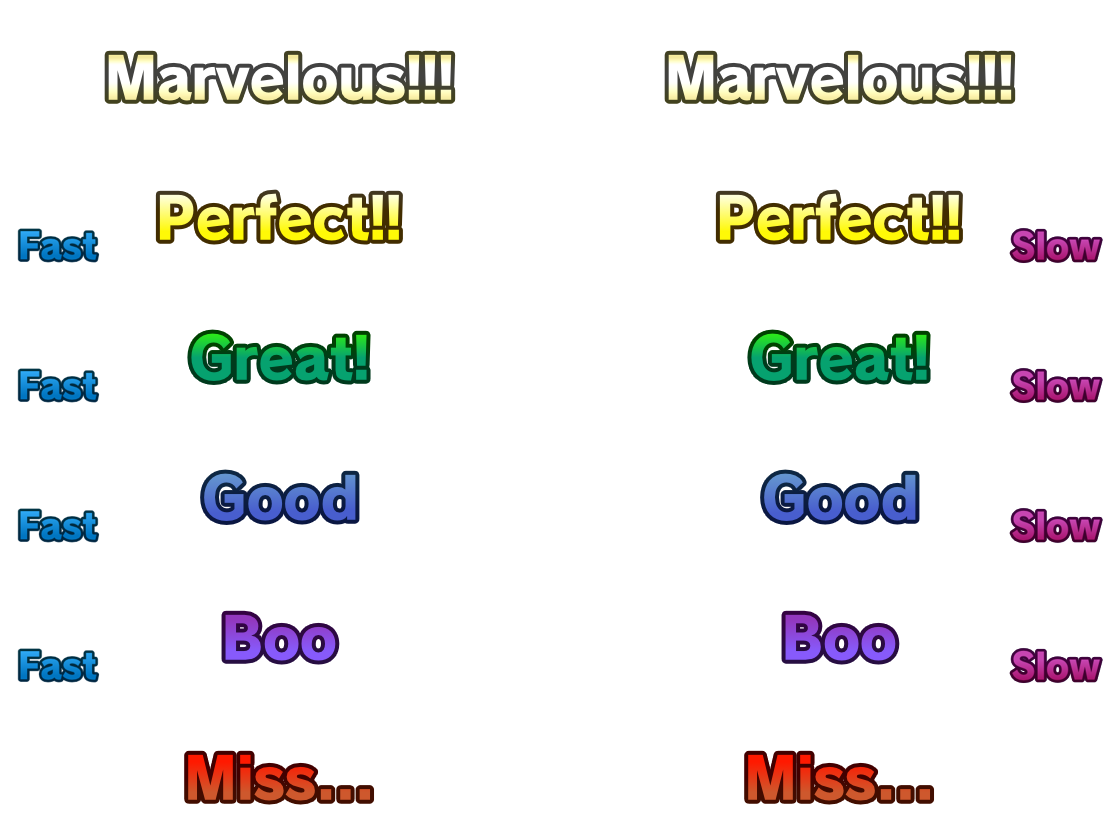 Marvelous!!! Marvelous!!!
Perfect!! Perfect!!
Fast Slow
Great! Great!
Fast Slow
Good Good
Fast Slow
Boo Boo
Fast Slow
Miss... Miss...